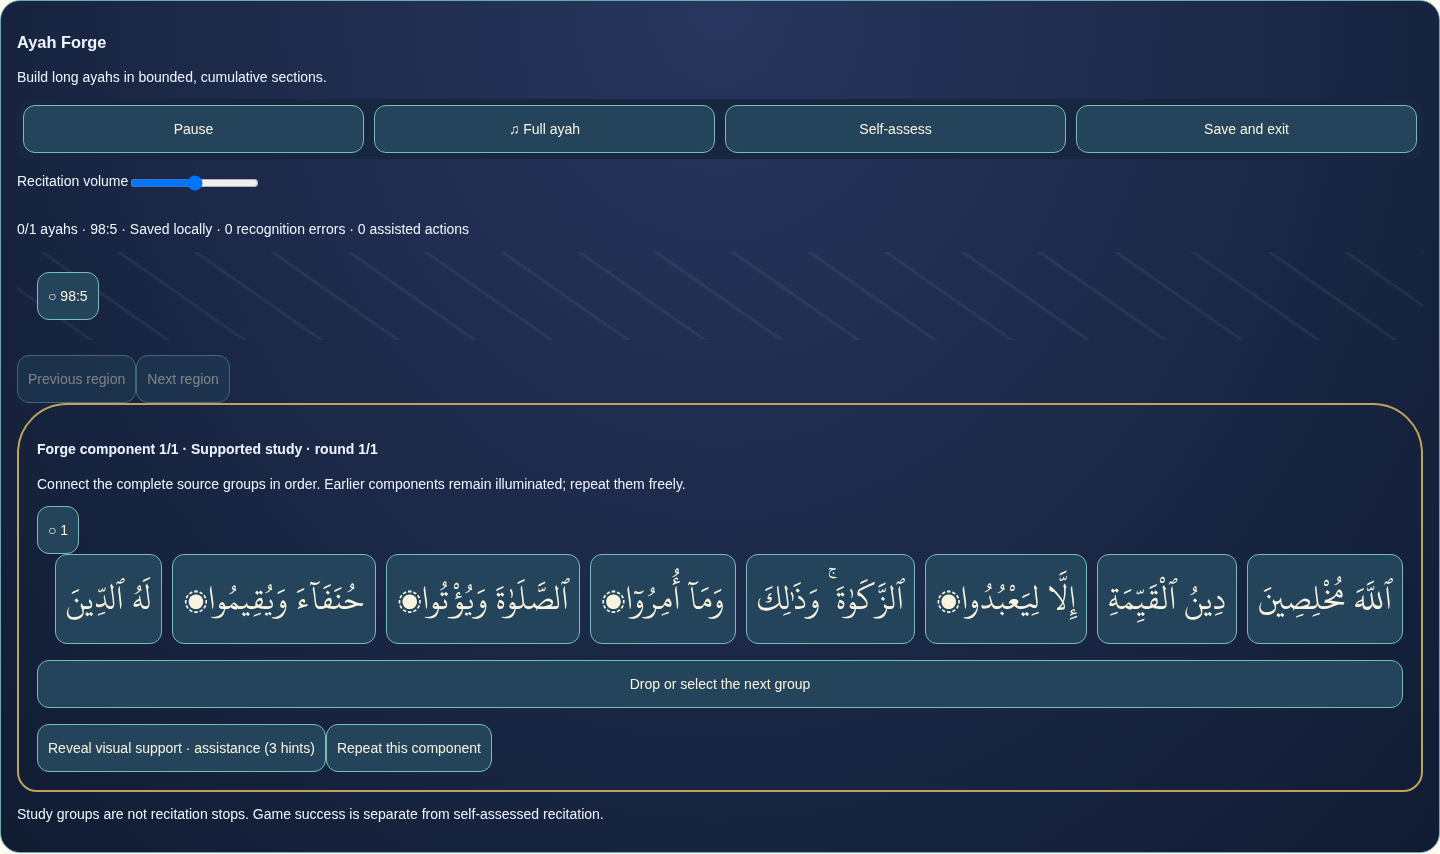 Ayah Forge
Build long ayahs in bounded, cumulative sections.
Pause
♫ Full ayah
Self-assess
Save and exit
Recitation volume
0/1 ayahs · 98:5 · Saved locally · 0 recognition errors · 0 assisted actions
○ 98:5
Previous region
Next region
Forge component 1/1 · Supported study · round 1/1
Connect the complete source groups in order. Earlier components remain illuminated; repeat them freely.
○ 1
ٱللَّهَ مُخْلِصِينَ
دِينُ ٱلْقَيِّمَةِ
إِلَّا لِيَعْبُدُوا۟
ٱلزَّكَوٰةَ ۚ وَذَٰلِكَ
وَمَآ أُمِرُوٓا۟
ٱلصَّلَوٰةَ وَيُؤْتُوا۟
حُنَفَآءَ وَيُقِيمُوا۟
لَهُ ٱلدِّينَ
Drop or select the next group
Reveal visual support · assistance (3 hints)
Repeat this component
Study groups are not recitation stops. Game success is separate from self-assessed recitation.